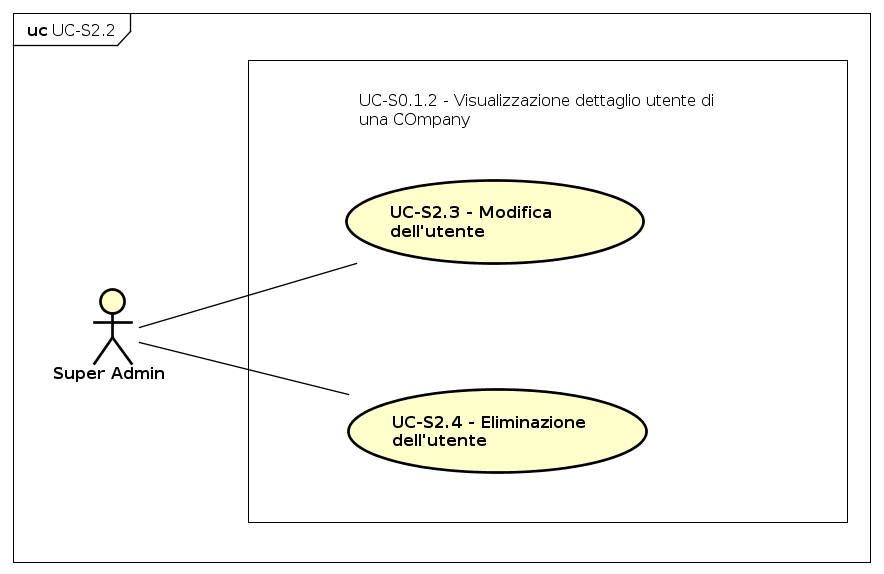 uc UC-S2.2
UC-S0.1.2 - Visualizzazione dettaglio utente di
una COmpany
UC-S2.3 - Modifica
dell'utente
Super Admin
UC-S2.4 - Eliminazione
dell'utente